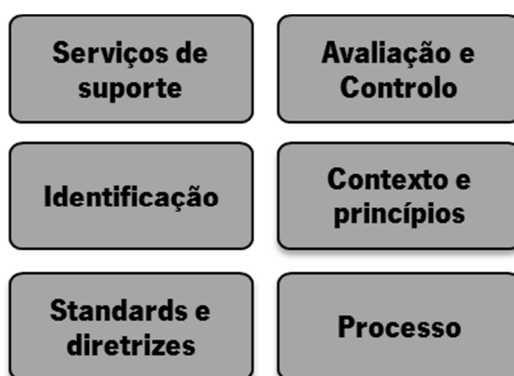 Serviços de
suporte
Avaliação e
Controlo
Identificação
Contexto e
princípios
Standards e
diretrizes
Processo